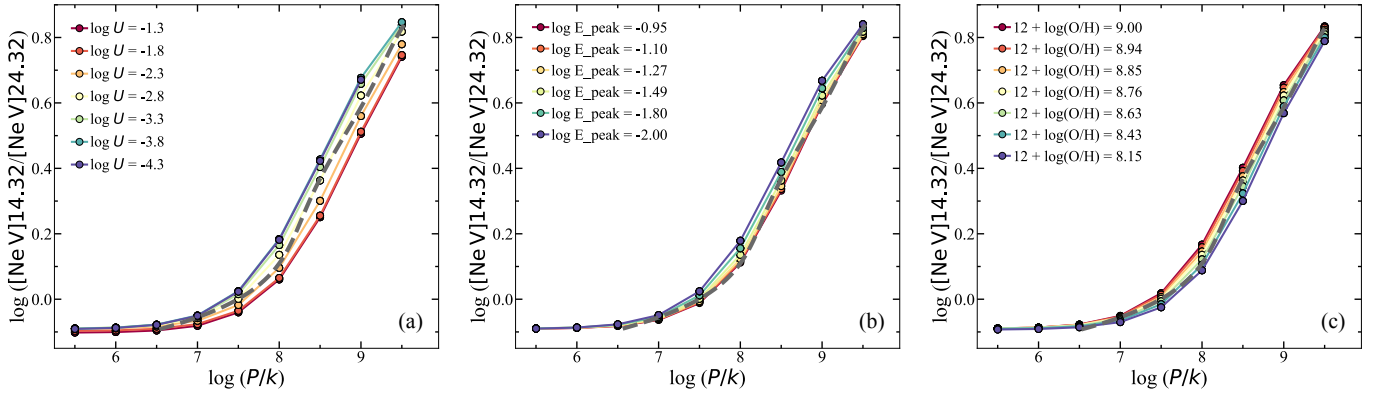 log ([Ne V]14.32/[Ne V]24.32)
0.8
0.6
0.4
0.2
0.0
log U = -1.3
log U = -1.8
log U = -2.3
log U = -2.8
log U = -3.3
log U = -3.8
log U = -4.3
(a)
6 7 8 9
log (P/k)
log ([Ne V]14.32/[Ne V]24.32)
0.8
0.6
0.4
0.2
0.0
log E_peak = -0.95
log E_peak = -1.10
log E_peak = -1.27
log E_peak = -1.49
log E_peak = -1.80
log E_peak = -2.00
(b)
6 7 8 9
log (P/k)
log ([Ne V]14.32/[Ne V]24.32)
0.8
0.6
0.4
0.2
0.0
12 + log(O/H) = 9.00
12 + log(O/H) = 8.94
12 + log(O/H) = 8.85
12 + log(O/H) = 8.76
12 + log(O/H) = 8.63
12 + log(O/H) = 8.43
12 + log(O/H) = 8.15
(c)
6 7 8 9
log (P/k)